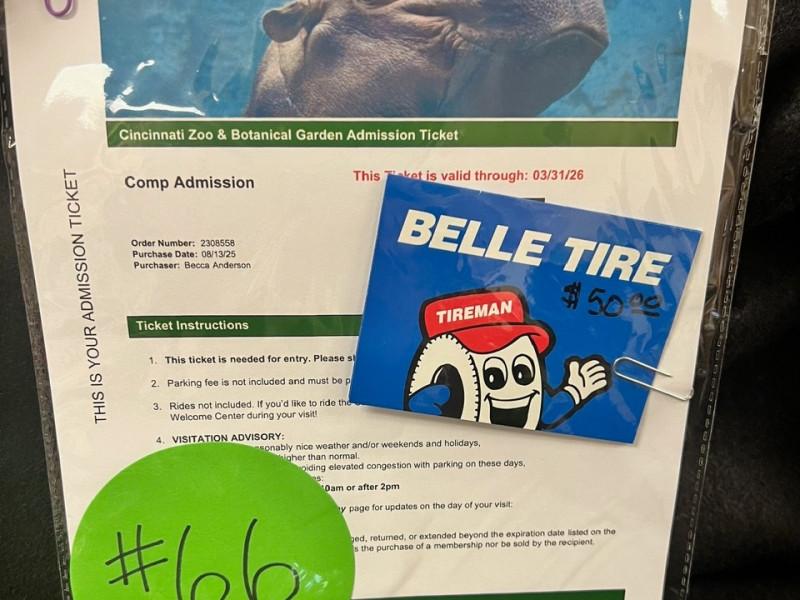 Cincinnati Zoo & Botanical Garden Admission Ticket
THIS IS YOUR ADMISSION TICKET
Comp Admission
This Ticket is valid through: 03/31/26
Order Number: 2308558
Purchase Date: 08/13/25
Purchaser: Becca Anderson
BELLE TIRE
$50.00
TIREMAN
Ticket Instructions
1. This ticket is needed for entry. Please
2. Parking fee is not included and must be
3. Rides not included. If you'd like to ride the
Welcome Center during your visit!
4. VISITATION ADVISORY:
nice weather and/or weekends and holidays,
higher than normal.
elevated congestion with parking on these days,
or after 2pm
page for updates on the day of your visit:
returned, or extended beyond the expiration date listed on the
the purchase of a membership nor be sold by the recipient.
#66